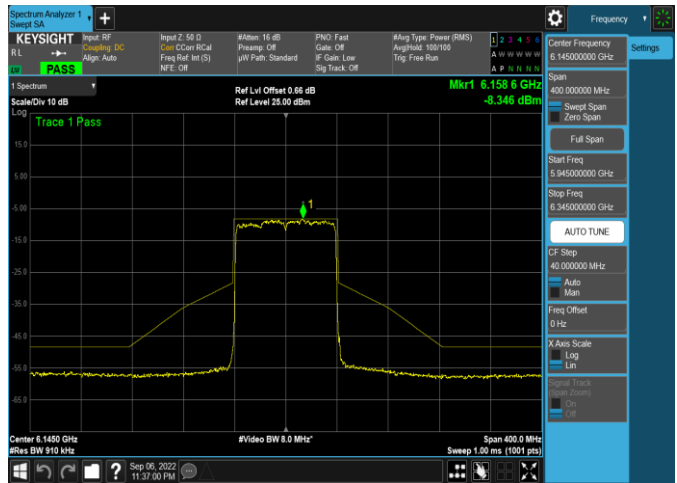 Spectrum Analyzer 1
Swept SA
+
Frequency
KEYSIGHT
RL
LXI
PASS
Input: RF
Coupling: DC
Align: Auto
Input Z: 50 Ω
Corr CCorr RCal
Freq Ref: Int (S)
NFE: Off
#Atten: 16 dB
Preamp: Off
µW Path: Standard
PNO: Fast
Gate: Off
IF Gain: Low
Sig Track: Off
#Avg Type: Power (RMS)
Avg|Hold: 100/100
Trig: Free Run
1 2 3 4 5 6
A W W W W W
A P N N N N
1 Spectrum
Scale/Div 10 dB
Ref Lvl Offset 0.66 dB
Ref Level 25.00 dBm
Mkr1 6.158 6 GHz
-8.346 dBm
Log
Trace 1 Pass
15.0
5.00
-5.00
-15.0
-25.0
-35.0
-45.0
-55.0
-65.0
1
Center 6.1450 GHz
#Res BW 910 kHz
#Video BW 8.0 MHz*
Span 400.0 MHz
Sweep 1.00 ms (1001 pts)
Sep 06, 2022
11:37:00 PM
?
Settings
Center Frequency
6.145000000 GHz
Span
400.000000 MHz
Swept Span
Zero Span
Full Span
Start Freq
5.945000000 GHz
Stop Freq
6.345000000 GHz
AUTO TUNE
CF Step
40.000000 MHz
Auto
Man
Freq Offset
0 Hz
X Axis Scale
Log
Lin
Signal Track
(Span Zoom)
On
Off